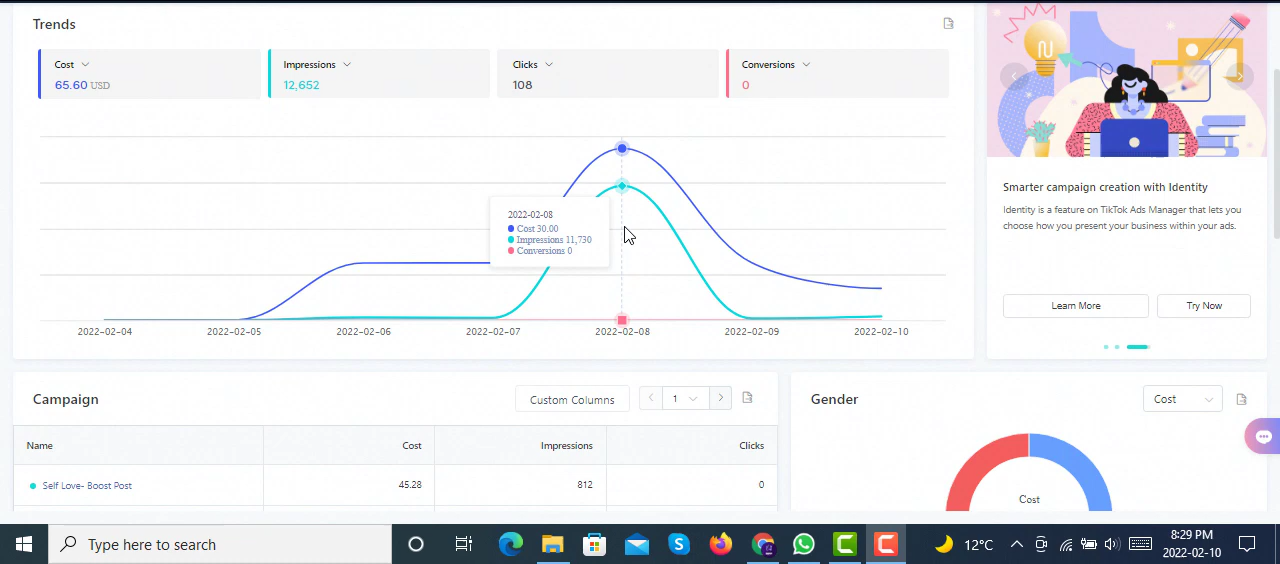 Trends
Cost
65.60 USD
Impressions
12,652
Clicks
108
Conversions
0
2022-02-08
Cost 30.00
Impressions 11,730
Conversions 0
2022-02-04
2022-02-05
2022-02-06
2022-02-07
2022-02-08
2022-02-09
2022-02-10
Smarter campaign creation with Identity
Identity is a feature on TikTok Ads Manager that lets you
choose how you present your business within your ads.
Learn More
Try Now
Campaign
Custom Columns
1
Name
Cost
Impressions
Clicks
Self Love- Boost Post
45.28
812
0
Gender
Cost
Cost
Type here to search
12°C
8:29 PM
2022-02-10